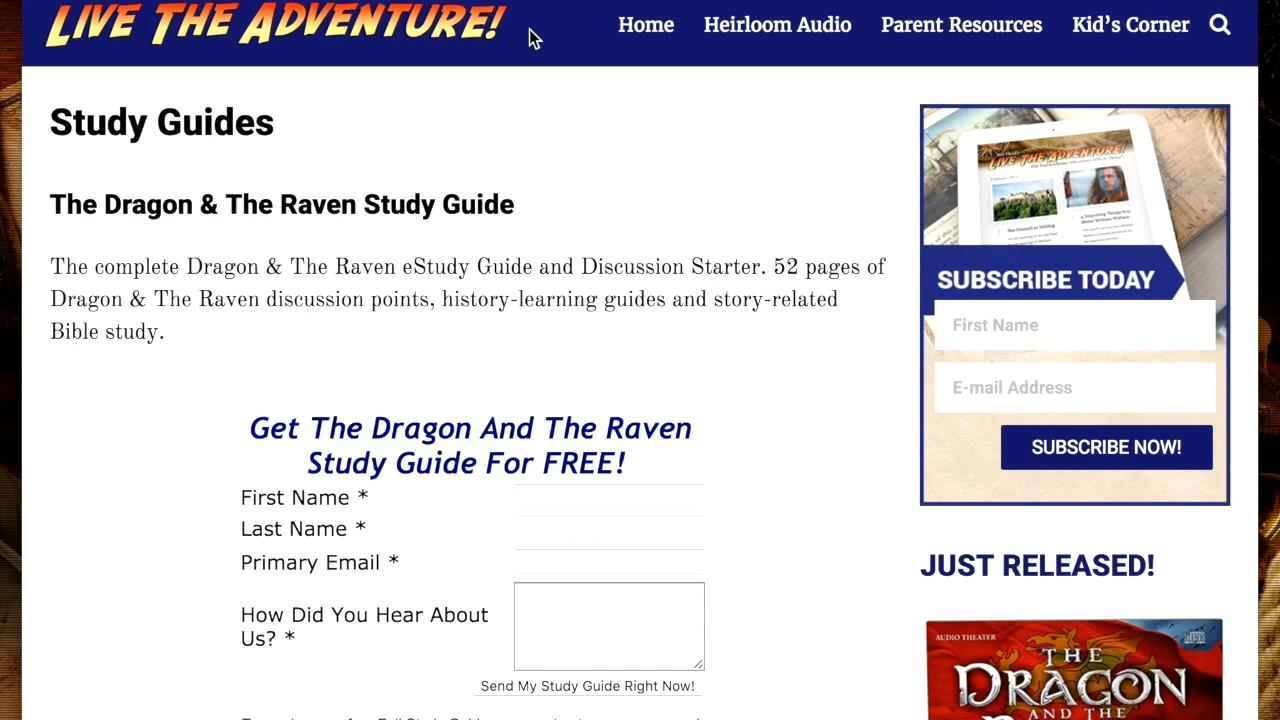 LIVE THE ADVENTURE!
Home Heirloom Audio Parent Resources Kid's Corner
Study Guides
The Dragon & The Raven Study Guide
The complete Dragon & The Raven eStudy Guide and Discussion Starter. 52 pages of
Dragon & The Raven discussion points, history-learning guides and story-related
Bible study.
Get The Dragon And The Raven
Study Guide For FREE!
First Name *
Last Name *
Primary Email *
How Did You Hear About
Us? *
Send My Study Guide Right Now!
LIVE THE ADVENTURE!
SUBSCRIBE TODAY
First Name
E-mail Address
SUBSCRIBE NOW!
JUST RELEASED!
AUDIO THEATER
THE
DRAGON
AND THE